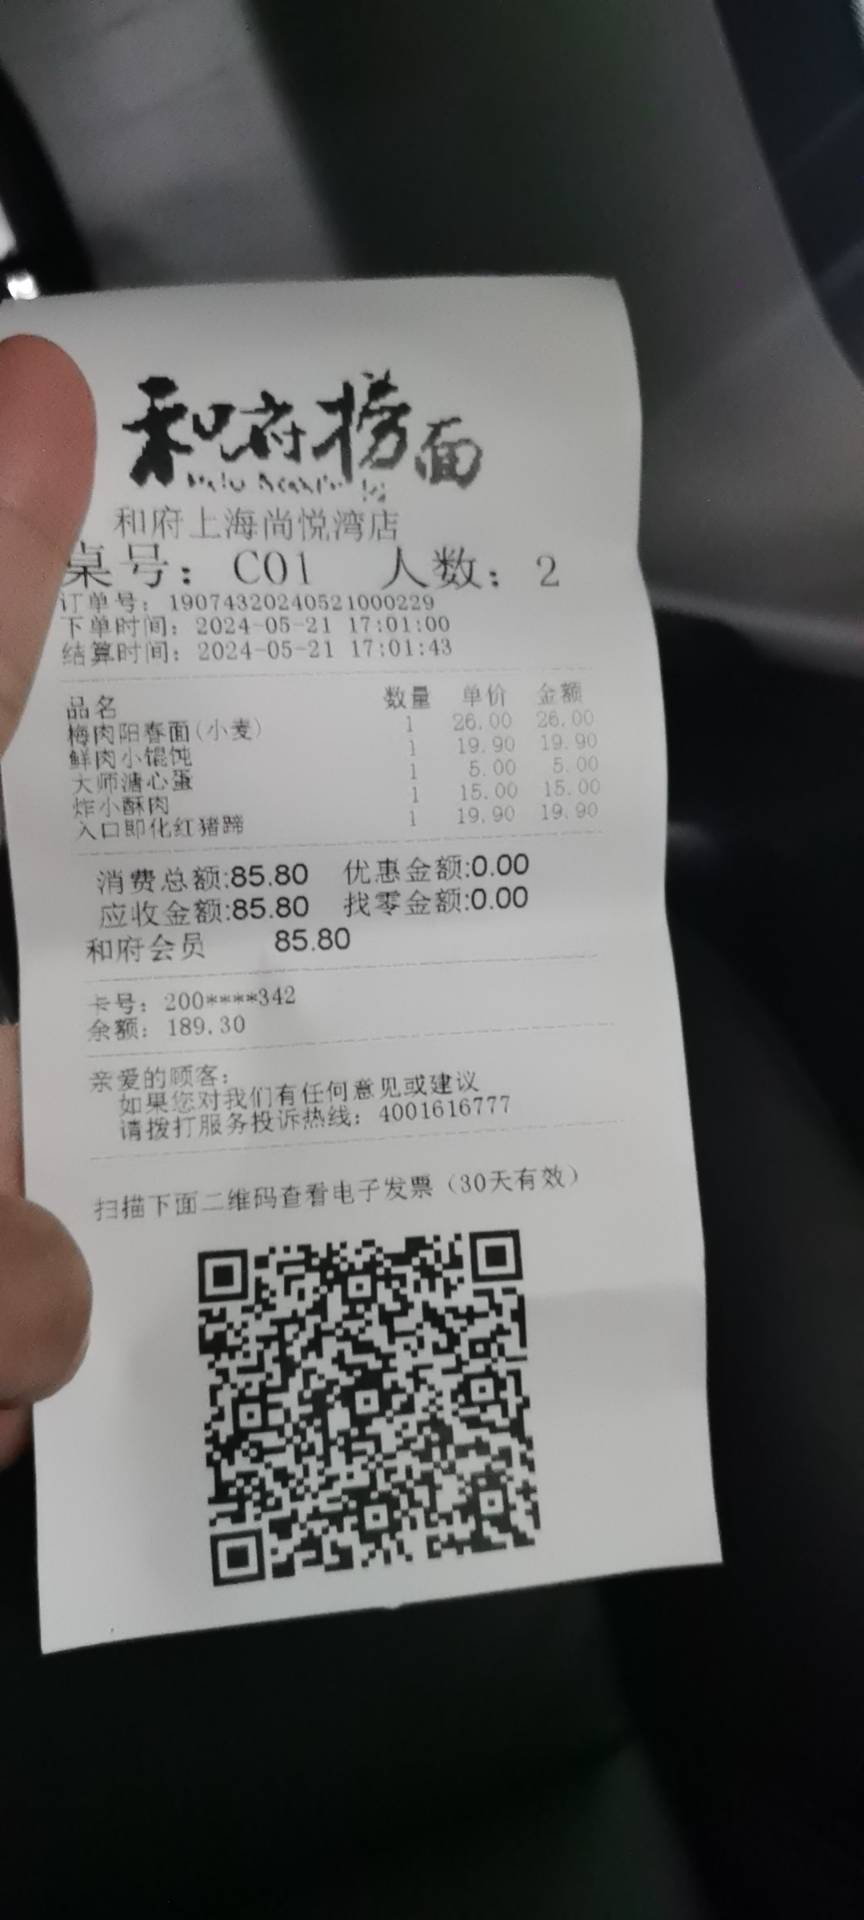 和府捞面
和府上海尚悦湾店
桌号：C01 人数：2
订单号：19074320240521000229
下单时间：2024-05-21 17:01:00
结算时间：2024-05-21 17:01:43
品名 数量 单价 金额
梅肉阳春面(小麦) 1 26.00 26.00
鲜肉小馄饨 1 19.90 19.90
大师溏心蛋 1 5.00 5.00
炸小酥肉 1 15.00 15.00
入口即化红猪蹄 1 19.90 19.90
消费总额:85.80 优惠金额:0.00
应收金额:85.80 找零金额:0.00
和府会员 85.80
卡号：200****342
余额：189.30
亲爱的顾客：
如果您对我们有任何意见或建议
请拨打服务投诉热线：4001616777
扫描下面二维码查看电子发票（30天有效）